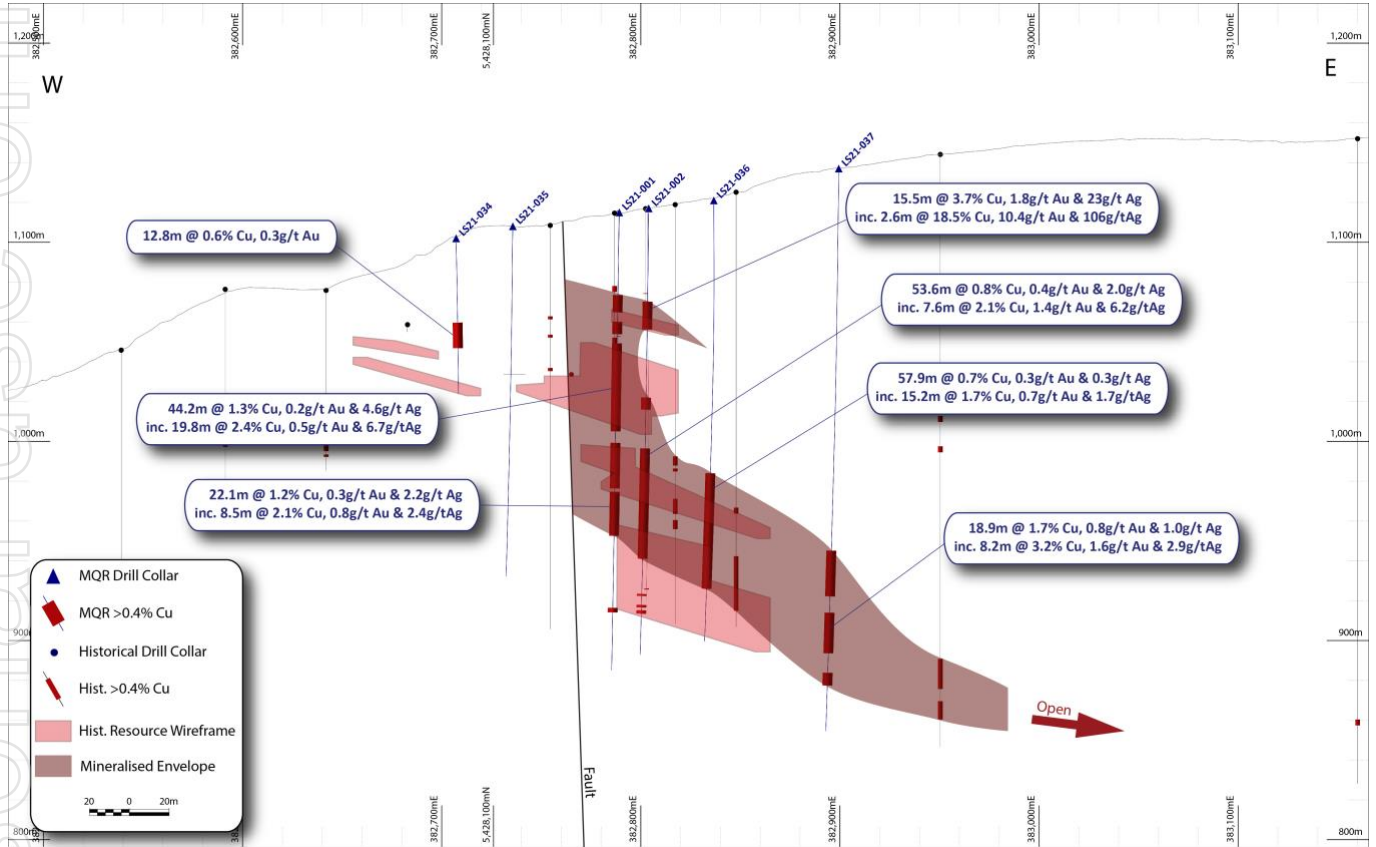 382,500mE
382,600mE
382,700mE
5,428,100mN
382,800mE
382,900mE
383,000mE
383,100mE
1,200m
1,200m
W
E
LS21-034
LS21-035
LS21-001
LS21-002
LS21-036
LS21-037
15.5m @ 3.7% Cu, 1.8g/t Au & 23g/t Ag
inc. 2.6m @ 18.5% Cu, 10.4g/t Au & 106g/tAg
12.8m @ 0.6% Cu, 0.3g/t Au
1,100m
1,100m
53.6m @ 0.8% Cu, 0.4g/t Au & 2.0g/t Ag
inc. 7.6m @ 2.1% Cu, 1.4g/t Au & 6.2g/tAg
57.9m @ 0.7% Cu, 0.3g/t Au & 0.3g/t Ag
inc. 15.2m @ 1.7% Cu, 0.7g/t Au & 1.7g/tAg
44.2m @ 1.3% Cu, 0.2g/t Au & 4.6g/t Ag
inc. 19.8m @ 2.4% Cu, 0.5g/t Au & 6.7g/tAg
1,000m
1,000m
22.1m @ 1.2% Cu, 0.3g/t Au & 2.2g/t Ag
inc. 8.5m @ 2.1% Cu, 0.8g/t Au & 2.4g/tAg
18.9m @ 1.7% Cu, 0.8g/t Au & 1.0g/t Ag
inc. 8.2m @ 3.2% Cu, 1.6g/t Au & 2.9g/tAg
MQR Drill Collar
MQR >0.4% Cu
900m
900m
Historical Drill Collar
Hist. >0.4% Cu
Open
Hist. Resource Wireframe
Mineralised Envelope
Fault
20 0 20m
382,700mE
5,428,100mN
382,800mE
382,900mE
383,000mE
383,100mE
800m
800m